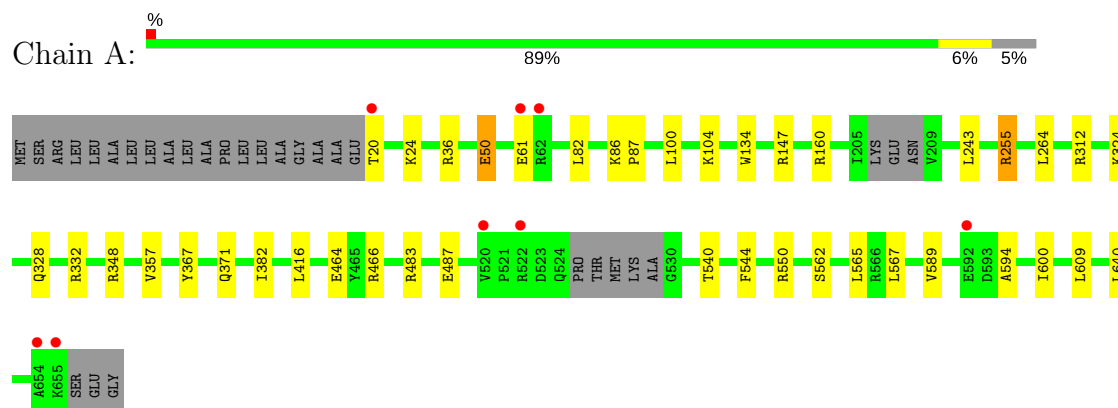 %
Chain A:
89% 6% 5%
MET SER ARG LEU LEU ALA LEU LEU ALA LEU ALA PRO LEU LEU ALA GLY ALA ALA GLU T20 K24 R36 E50 E61 R62 L82 K86 P87 L100 K104 W134 R147 R160 I205 LYS GLU ASN V209 L243 R255 L264 R312 K324
Q328 R332 R348 V357 Y367 Q371 I382 L416 E464 Y465 R466 R483 E487 V520 P521 R522 D523 Q524 PRO THR MET LYS ALA G530 T540 F544 R550 S562 L565 R566 L567 V589 E592 D593 A594 I600 L609 L640
A654 K655 SER GLU GLY